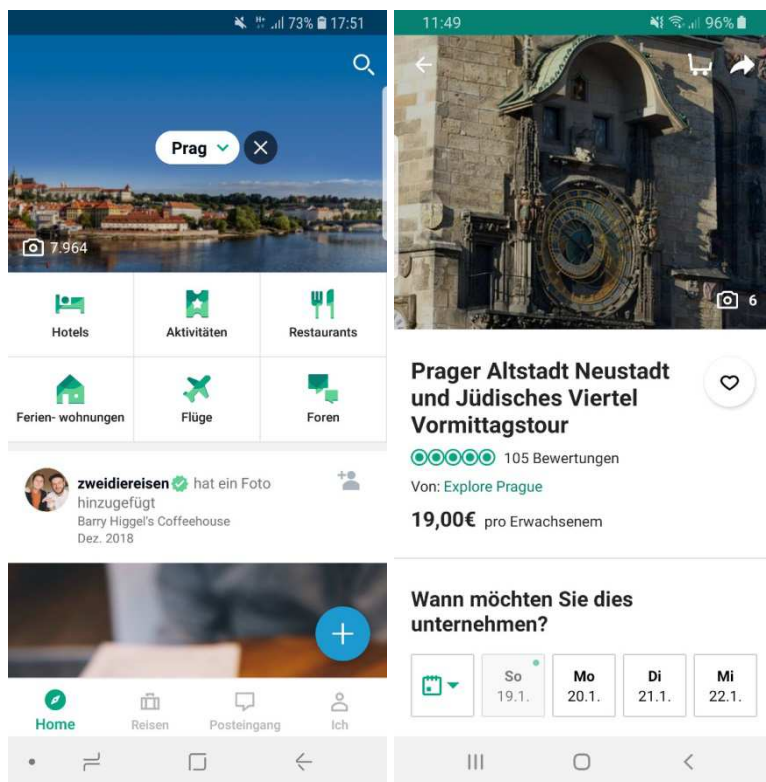 73% 17:51
Prag
7.964
Hotels
Aktivitäten
Restaurants
Ferien- wohnungen
Flüge
Foren
zweidiereisen hat ein Foto
hinzugefügt
Barry Higgel's Coffeehouse
Dez. 2018
Home
Reisen
Posteingang
Ich
11:49
96%
6
Prager Altstadt Neustadt
und Jüdisches Viertel
Vormittagstour
105 Bewertungen
Von: Explore Prague
19,00€ pro Erwachsenem
Wann möchten Sie dies
unternehmen?
So
19.1.
Mo
20.1.
Di
21.1.
Mi
22.1.